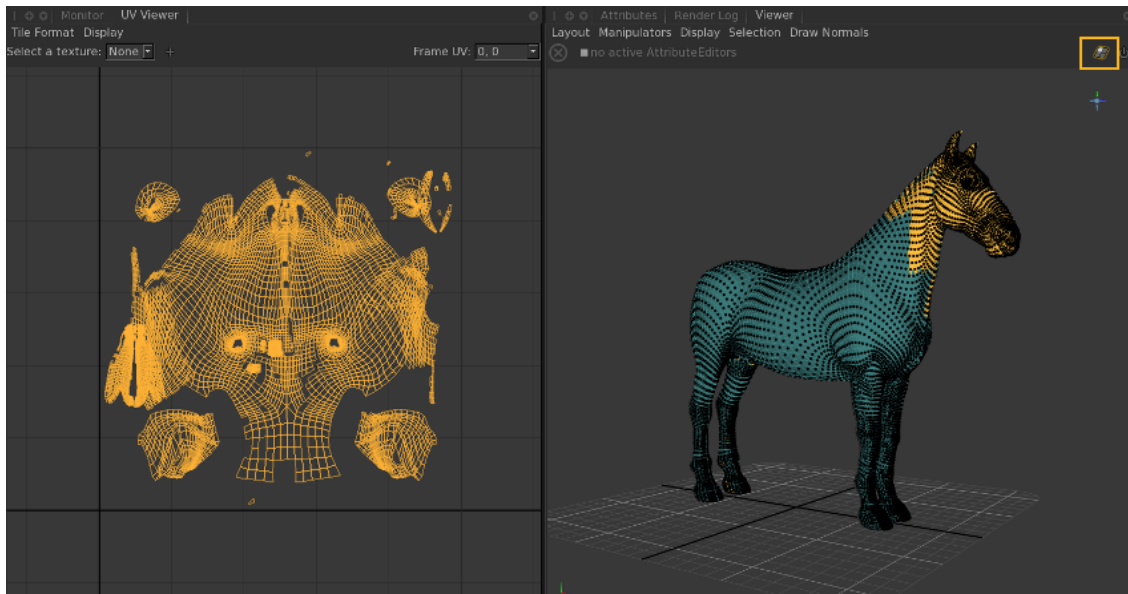 Monitor UV Viewer
Tile Format Display
Select a texture: None
Frame UV: 0, 0
Attributes Render Log Viewer
Layout Manipulators Display Selection Draw Normals
no active AttributeEditors